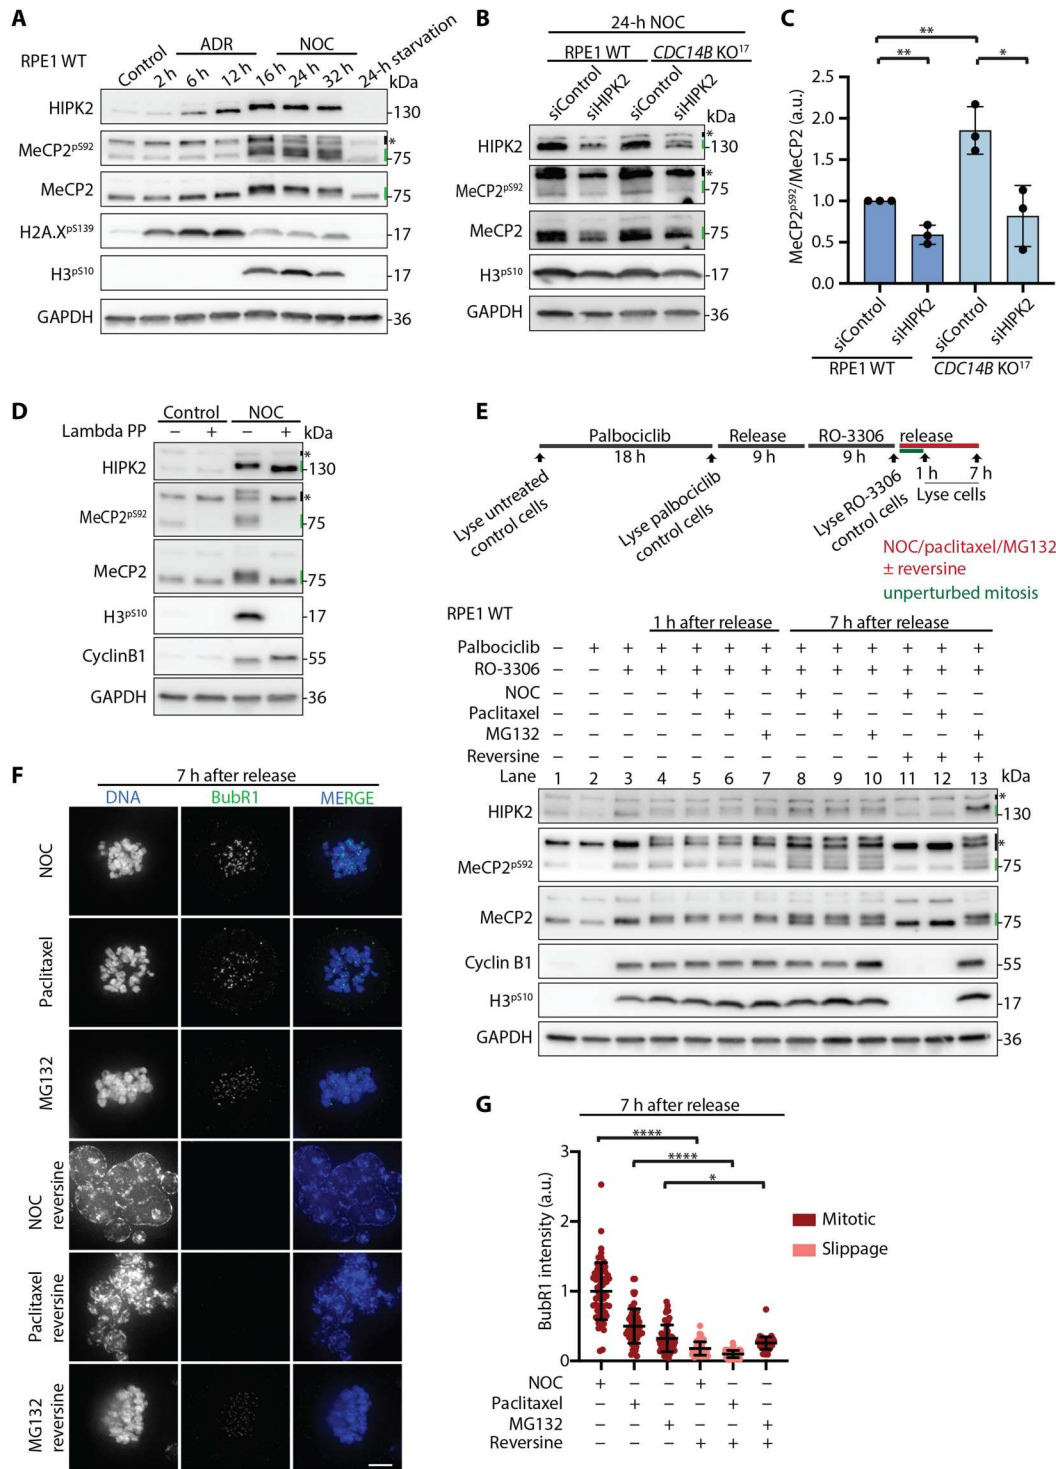 A
ADR
NOC
RPE1 WT
Control
2 h
6 h
12 h
16 h
24 h
32 h
24-h starvation
kDa
HIPK2
130
*
MeCP2pS92
75
MeCP2
75
H2A.XpS139
17
H3pS10
17
GAPDH
36
B
24-h NOC
RPE1 WT
CDC14B KO17
siControl
siHIPK2
siControl
siHIPK2
kDa
*
HIPK2
130
*
MeCP2pS92
75
MeCP2
75
H3pS10
17
GAPDH
36
C
**
**
*
MeCP2pS92/MeCP2 (a.u.)
2.5
2.0
1.5
1.0
0.5
0.0
siControl
siHIPK2
siControl
siHIPK2
RPE1 WT
CDC14B KO17
D
Control
NOC
Lambda PP
−
+
−
+
kDa
*
HIPK2
130
*
MeCP2pS92
75
MeCP2
75
H3pS10
17
CyclinB1
55
GAPDH
36
E
Palbociclib
Release
RO-3306
release
18 h
9 h
9 h
1 h
7 h
Lyse cells
Lyse untreated
control cells
Lyse palbociclib
control cells
Lyse RO-3306
control cells
NOC/paclitaxel/MG132
± reversine
unperturbed mitosis
RPE1 WT
1 h after release
7 h after release
Palbociclib − + + + + + + + + + + + +
RO-3306 − − + + + + + + + + + + +
NOC − − − − + − − + − − + − −
Paclitaxel − − − − − + − − + − − + −
MG132 − − − − − − + − − + − − +
Reversine − − − − − − − − − − + + +
Lane 1 2 3 4 5 6 7 8 9 10 11 12 13 kDa
*
HIPK2
130
*
MeCP2pS92
75
MeCP2
75
Cyclin B1
55
H3pS10
17
GAPDH
36
F
7 h after release
DNA
BubR1
MERGE
NOC
Paclitaxel
MG132
NOC
reversine
Paclitaxel
reversine
MG132
reversine
G
7 h after release
****
****
*
BubR1 intensity (a.u.)
3
2
1
0
Mitotic
Slippage
NOC + − − + − −
Paclitaxel − + − − + −
MG132 − − + − − +
Reversine − − − + + +